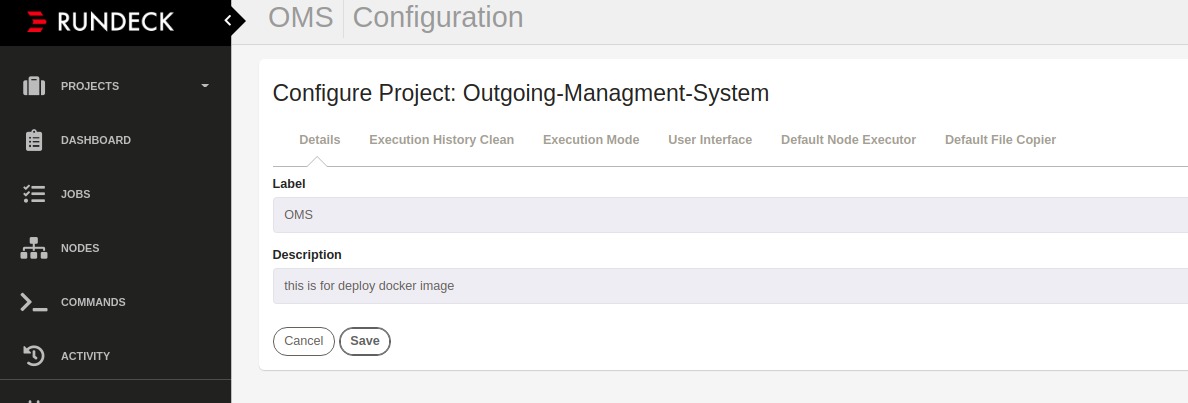 RUNDECK
OMS Configuration
PROJECTS
DASHBOARD
JOBS
NODES
COMMANDS
ACTIVITY
Configure Project: Outgoing-Managment-System
Details Execution History Clean Execution Mode User Interface Default Node Executor Default File Copier
Label
OMS
Description
this is for deploy docker image
Cancel Save